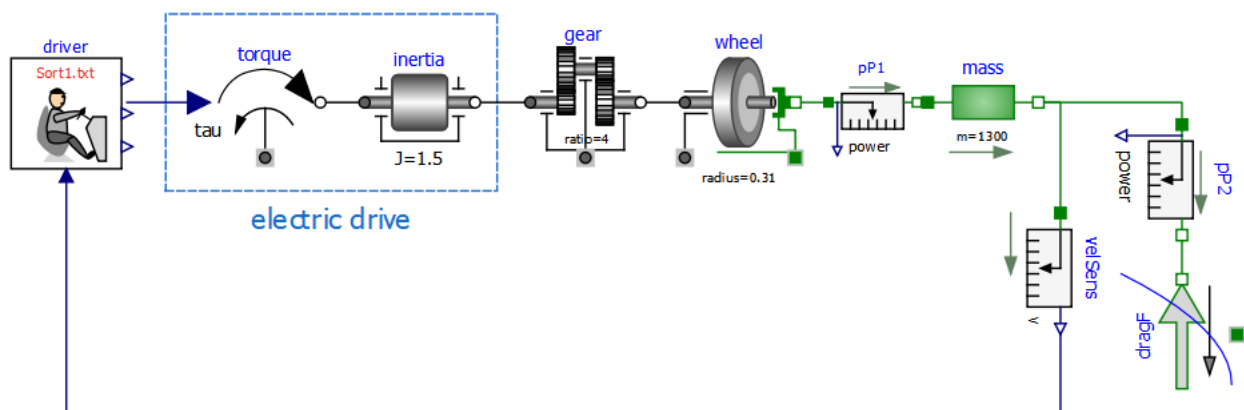 driver
Sort1.txt
torque
tau
inertia
J=1.5
electric drive
gear
ratio=4
wheel
radius=0.31
pP1
power
mass
m=1300
velSens
v
pP2
power
dragF